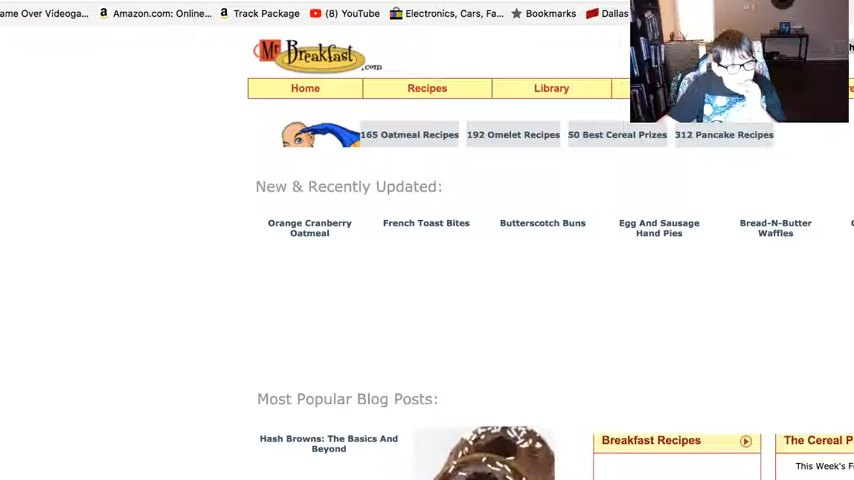 ame Over Videoga... Amazon.com: Online... Track Package (8) YouTube Electronics, Cars, Fa... Bookmarks Dallas
Mr Breakfast .com
Home Recipes Library
165 Oatmeal Recipes 192 Omelet Recipes 50 Best Cereal Prizes 312 Pancake Recipes
New & Recently Updated:
Orange Cranberry French Toast Bites Butterscotch Buns Egg And Sausage Bread-N-Butter
Oatmeal Hand Pies Waffles
Most Popular Blog Posts:
Hash Browns: The Basics And
Beyond
Breakfast Recipes The Cereal P
This Week's F